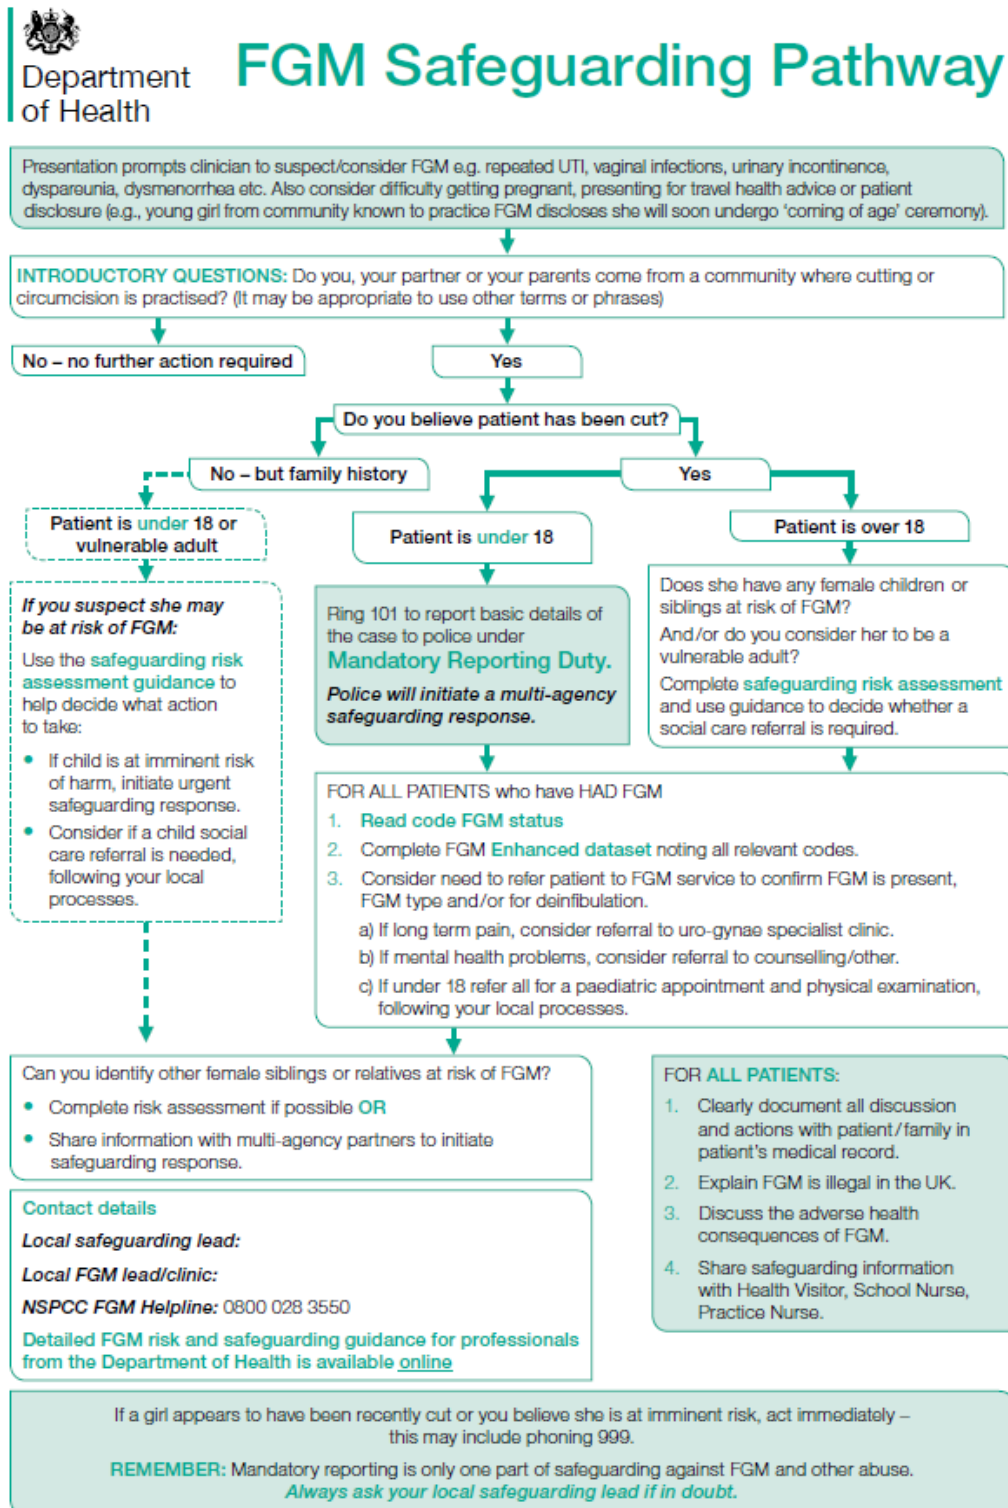 Department
of Health
FGM Safeguarding Pathway
Presentation prompts clinician to suspect/consider FGM e.g. repeated UTI, vaginal infections, urinary incontinence,
dyspareunia, dysmenorrhea etc. Also consider difficulty getting pregnant, presenting for travel health advice or patient
disclosure (e.g., young girl from community known to practice FGM discloses she will soon undergo 'coming of age' ceremony).
INTRODUCTORY QUESTIONS: Do you, your partner or your parents come from a community where cutting or
circumcision is practised? (It may be appropriate to use other terms or phrases)
No – no further action required
Yes
Do you believe patient has been cut?
No – but family history
Yes
Patient is under 18 or
vulnerable adult
Patient is under 18
Patient is over 18
If you suspect she may
be at risk of FGM:
Use the safeguarding risk
assessment guidance to
help decide what action
to take:
• If child is at imminent risk
of harm, initiate urgent
safeguarding response.
• Consider if a child social
care referral is needed,
following your local
processes.
Ring 101 to report basic details of
the case to police under
Mandatory Reporting Duty.
Police will initiate a multi-agency
safeguarding response.
Does she have any female children or
siblings at risk of FGM?
And/or do you consider her to be a
vulnerable adult?
Complete safeguarding risk assessment
and use guidance to decide whether a
social care referral is required.
FOR ALL PATIENTS who have HAD FGM
1. Read code FGM status
2. Complete FGM Enhanced dataset noting all relevant codes.
3. Consider need to refer patient to FGM service to confirm FGM is present,
FGM type and/or for deinfibulation.
a) If long term pain, consider referral to uro-gynae specialist clinic.
b) If mental health problems, consider referral to counselling/other.
c) If under 18 refer all for a paediatric appointment and physical examination,
following your local processes.
Can you identify other female siblings or relatives at risk of FGM?
• Complete risk assessment if possible OR
• Share information with multi-agency partners to initiate
safeguarding response.
Contact details
Local safeguarding lead:
Local FGM lead/clinic:
NSPCC FGM Helpline: 0800 028 3550
Detailed FGM risk and safeguarding guidance for professionals
from the Department of Health is available online
FOR ALL PATIENTS:
1. Clearly document all discussion
and actions with patient/family in
patient's medical record.
2. Explain FGM is illegal in the UK.
3. Discuss the adverse health
consequences of FGM.
4. Share safeguarding information
with Health Visitor, School Nurse,
Practice Nurse.
If a girl appears to have been recently cut or you believe she is at imminent risk, act immediately –
this may include phoning 999.
REMEMBER: Mandatory reporting is only one part of safeguarding against FGM and other abuse.
Always ask your local safeguarding lead if in doubt.